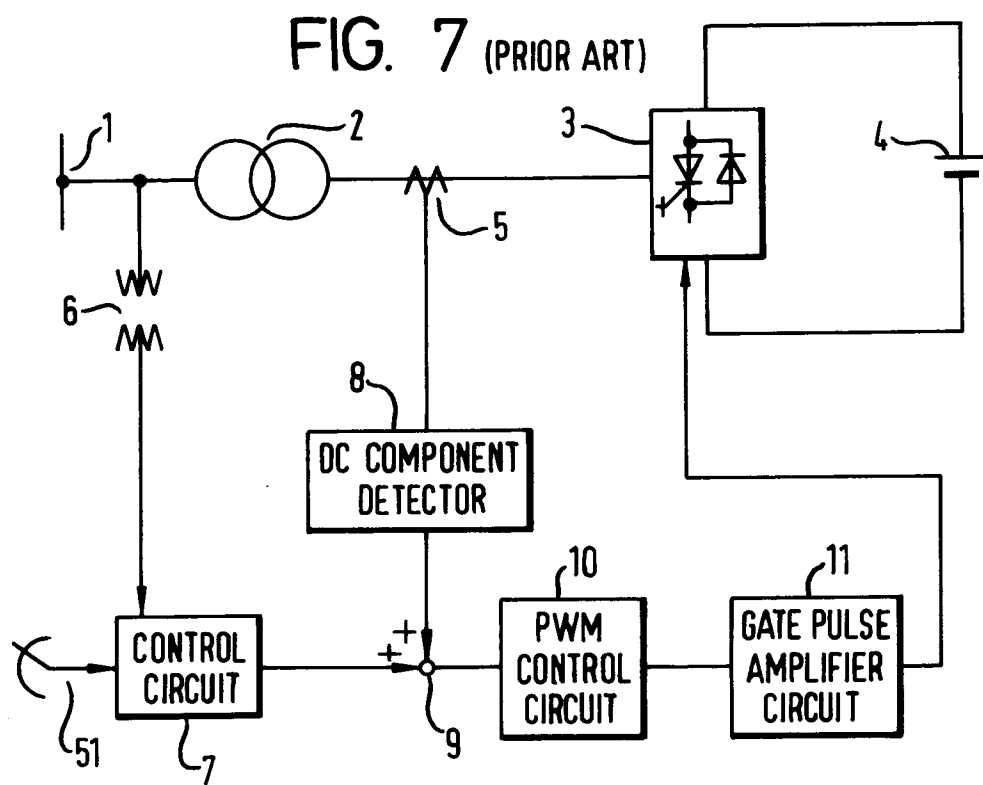 FIG. 7 (PRIOR ART)
1
2
3
4
5
6
8
DC COMPONENT
DETECTOR
10
11
+
+
CONTROL
CIRCUIT
PWM
CONTROL
CIRCUIT
GATE PULSE
AMPLIFIER
CIRCUIT
51
7
9